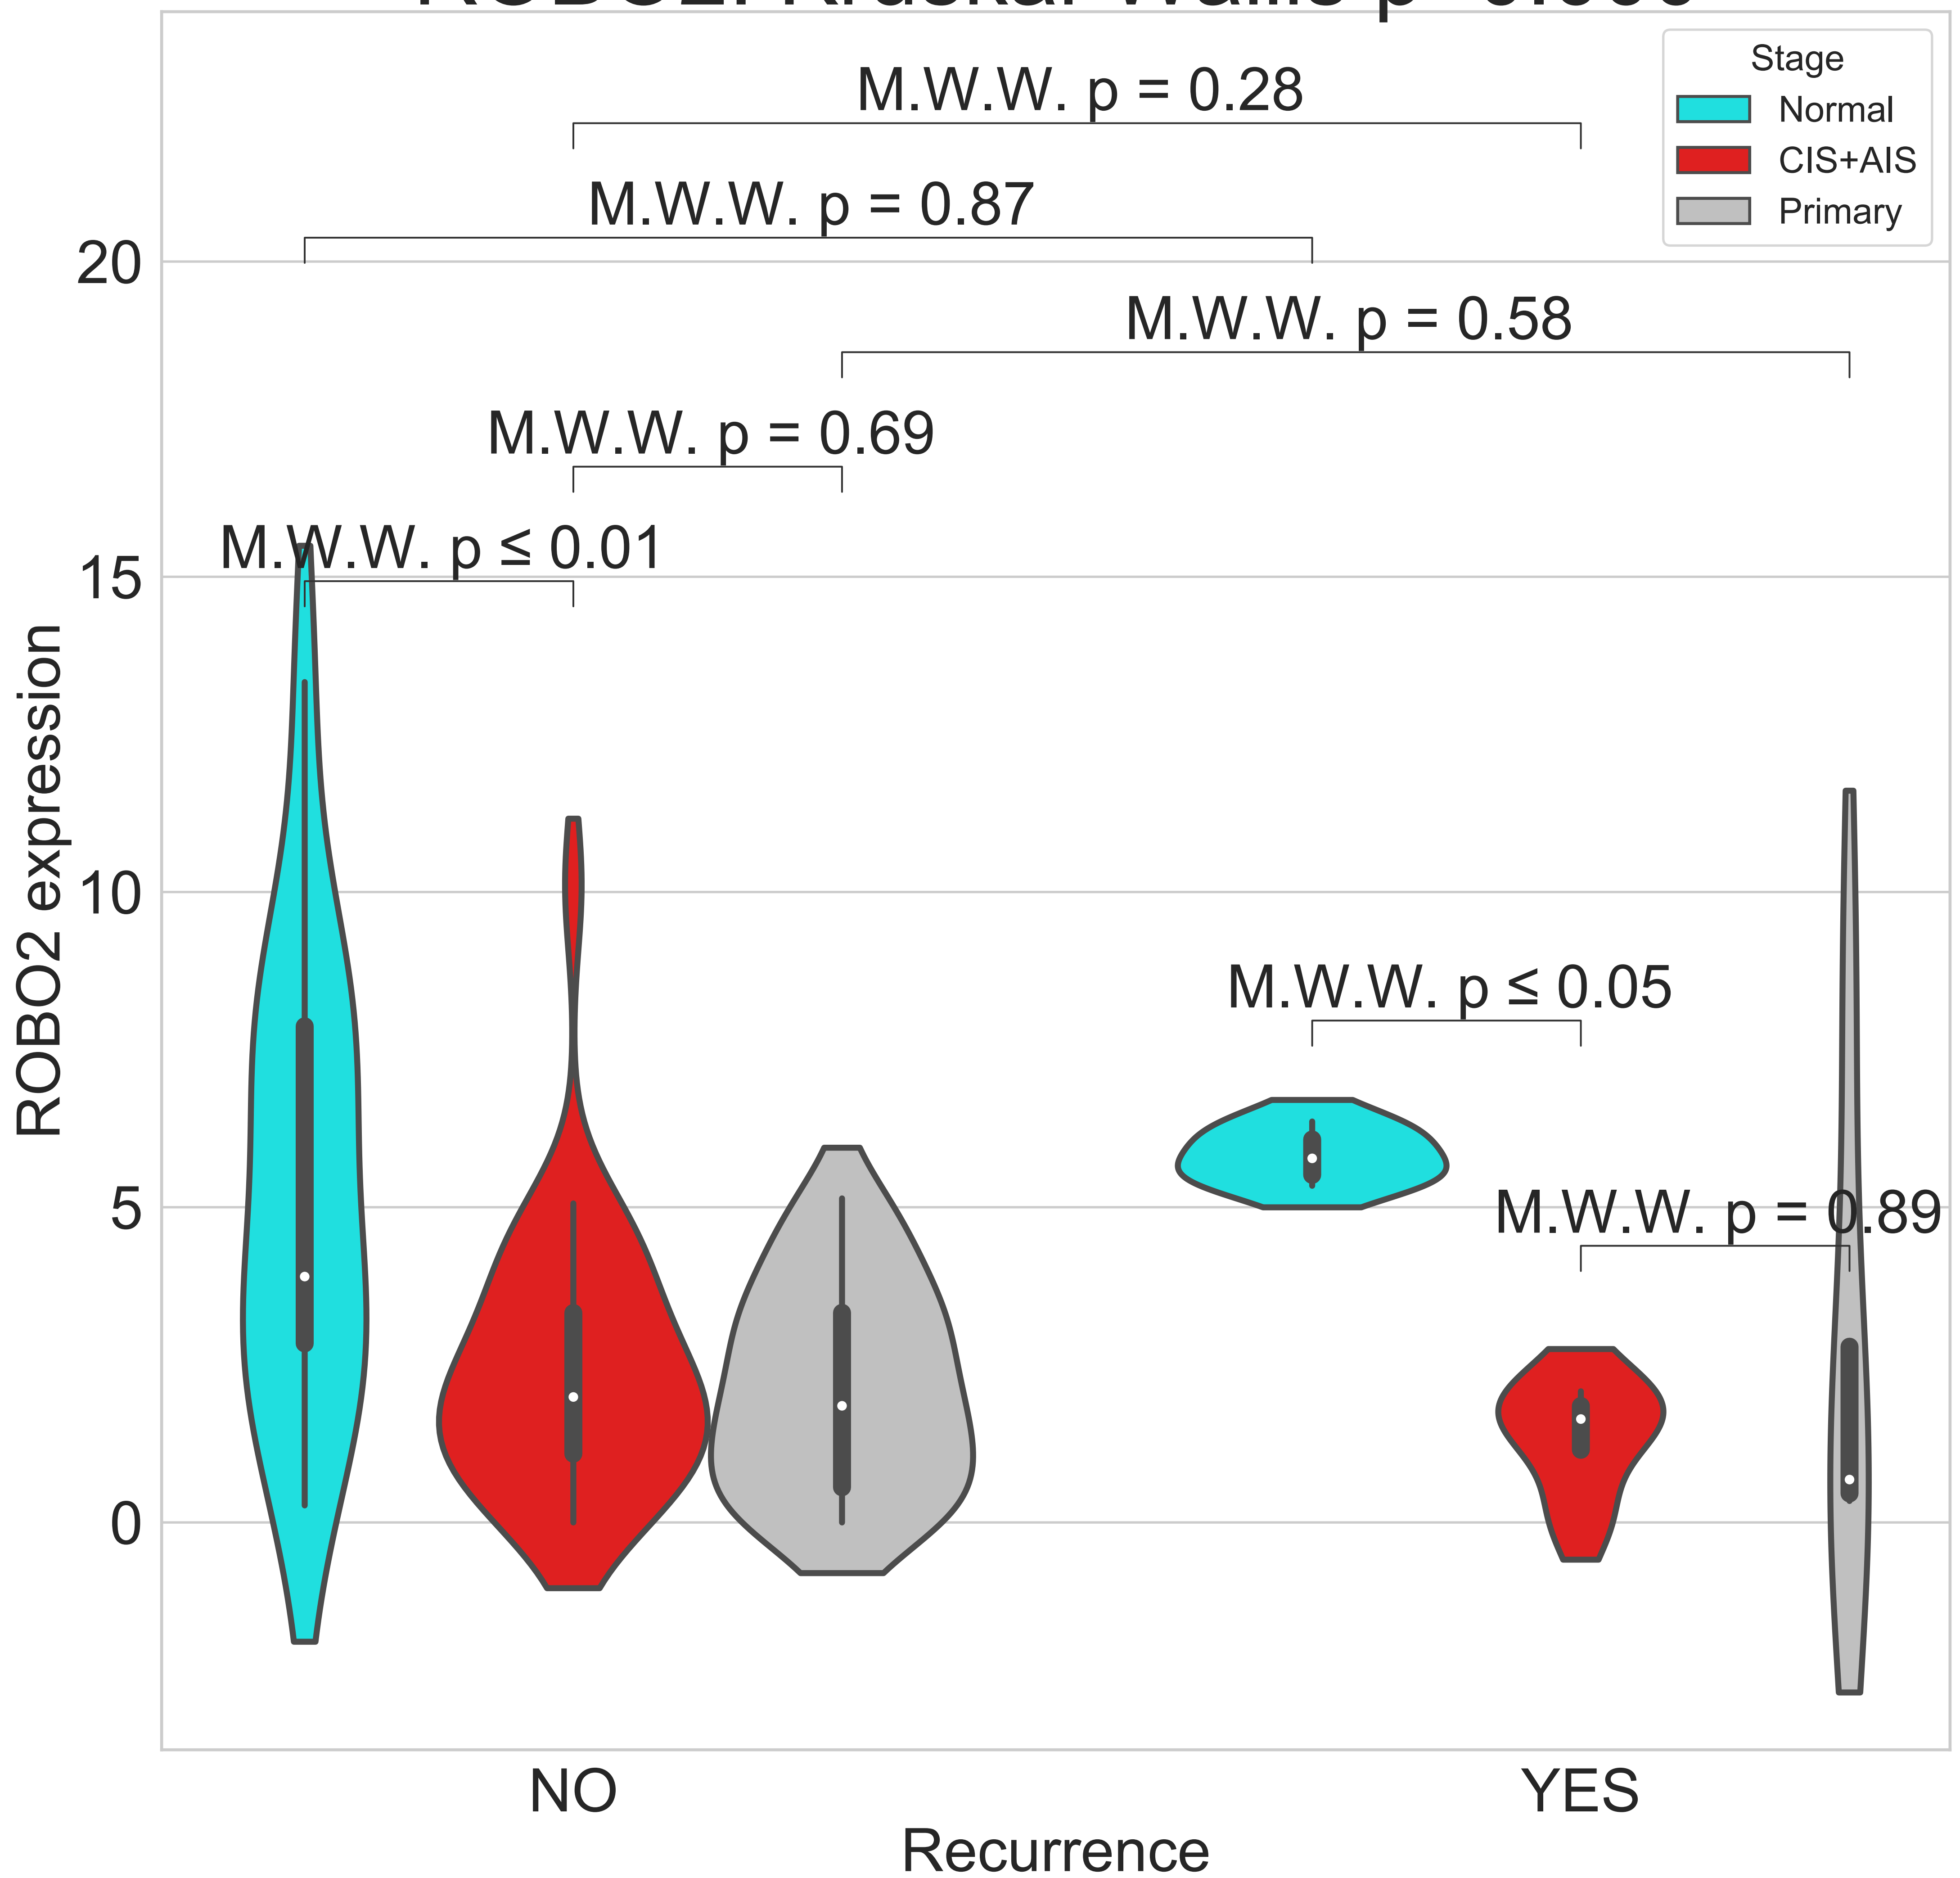 Stage
Normal
CIS+AIS
Primary
M.W.W. p = 0.28
M.W.W. p = 0.87
M.W.W. p = 0.58
M.W.W. p = 0.69
M.W.W. p ≤ 0.01
M.W.W. p ≤ 0.05
M.W.W. p = 0.89
20
15
10
5
0
ROBO2 expression
NO
YES
Recurrence